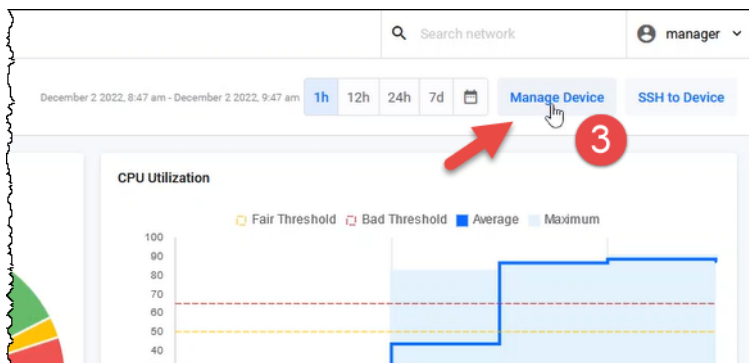 Search network
manager
December 2 2022, 8:47 am - December 2 2022, 9:47 am
1h
12h
24h
7d
Manage Device
SSH to Device
3
CPU Utilization
Fair Threshold
Bad Threshold
Average
Maximum
100
90
80
70
60
50
40